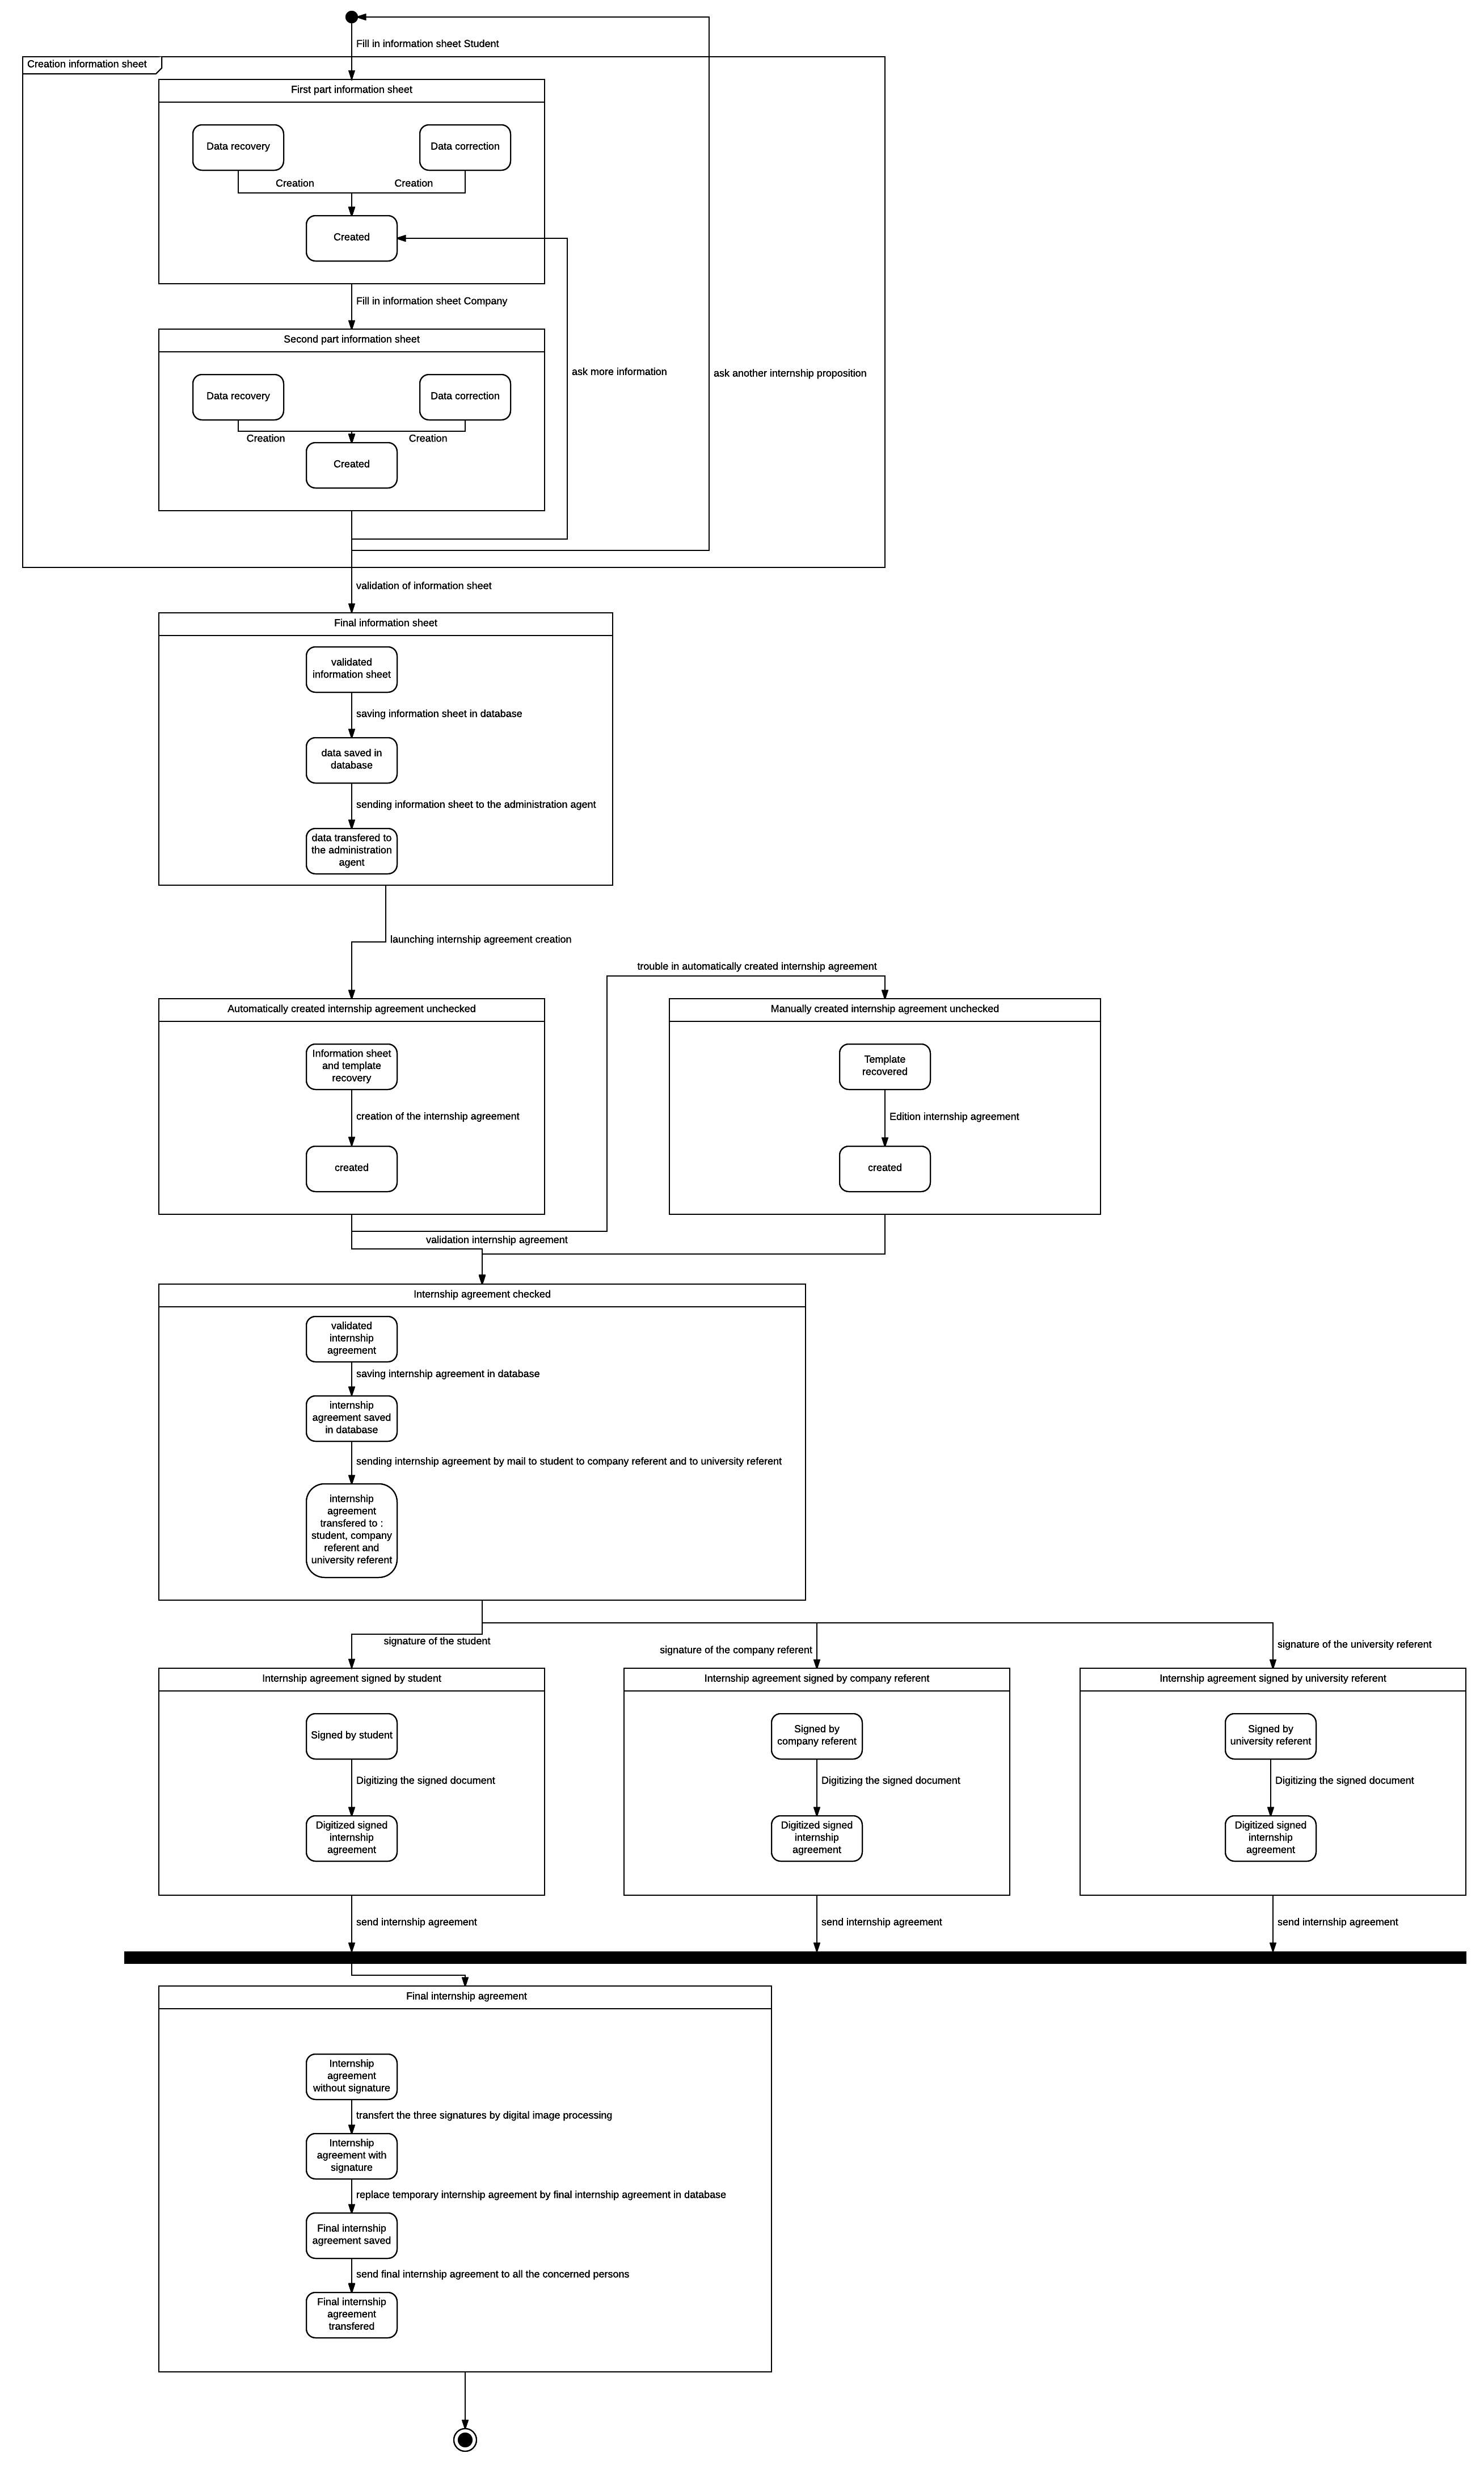 Fill in information sheet Student
Creation information sheet
First part information sheet
Data recovery
Data correction
Creation
Creation
Created
Fill in information sheet Company
Second part information sheet
ask more information
ask another internship proposition
Data recovery
Data correction
Creation
Creation
Created
validation of information sheet
Final information sheet
validated
information sheet
saving information sheet in database
data saved in
database
sending information sheet to the administration agent
data transfered to
the administration
agent
launching internship agreement creation
trouble in automatically created internship agreement
Automatically created internship agreement unchecked
Manually created internship agreement unchecked
Information sheet
and template
recovery
Template
recovered
creation of the internship agreement
Edition internship agreement
created
created
validation internship agreement
Internship agreement checked
validated
internship
agreement
saving internship agreement in database
internship
agreement saved
in database
sending internship agreement by mail to student to company referent and to university referent
internship
agreement
transfered to :
student, company
referent and
university referent
signature of the student
signature of the company referent
signature of the university referent
Internship agreement signed by student
Internship agreement signed by company referent
Internship agreement signed by university referent
Signed by student
Signed by
company referent
Signed by
university referent
Digitizing the signed document
Digitizing the signed document
Digitizing the signed document
Digitized signed
internship
agreement
Digitized signed
internship
agreement
Digitized signed
internship
agreement
send internship agreement
send internship agreement
send internship agreement
Final internship agreement
Internship
agreement
without signature
transfert the three signatures by digital image processing
Internship
agreement with
signature
replace temporary internship agreement by final internship agreement in database
Final internship
agreement saved
send final internship agreement to all the concerned persons
Final internship
agreement
transfered